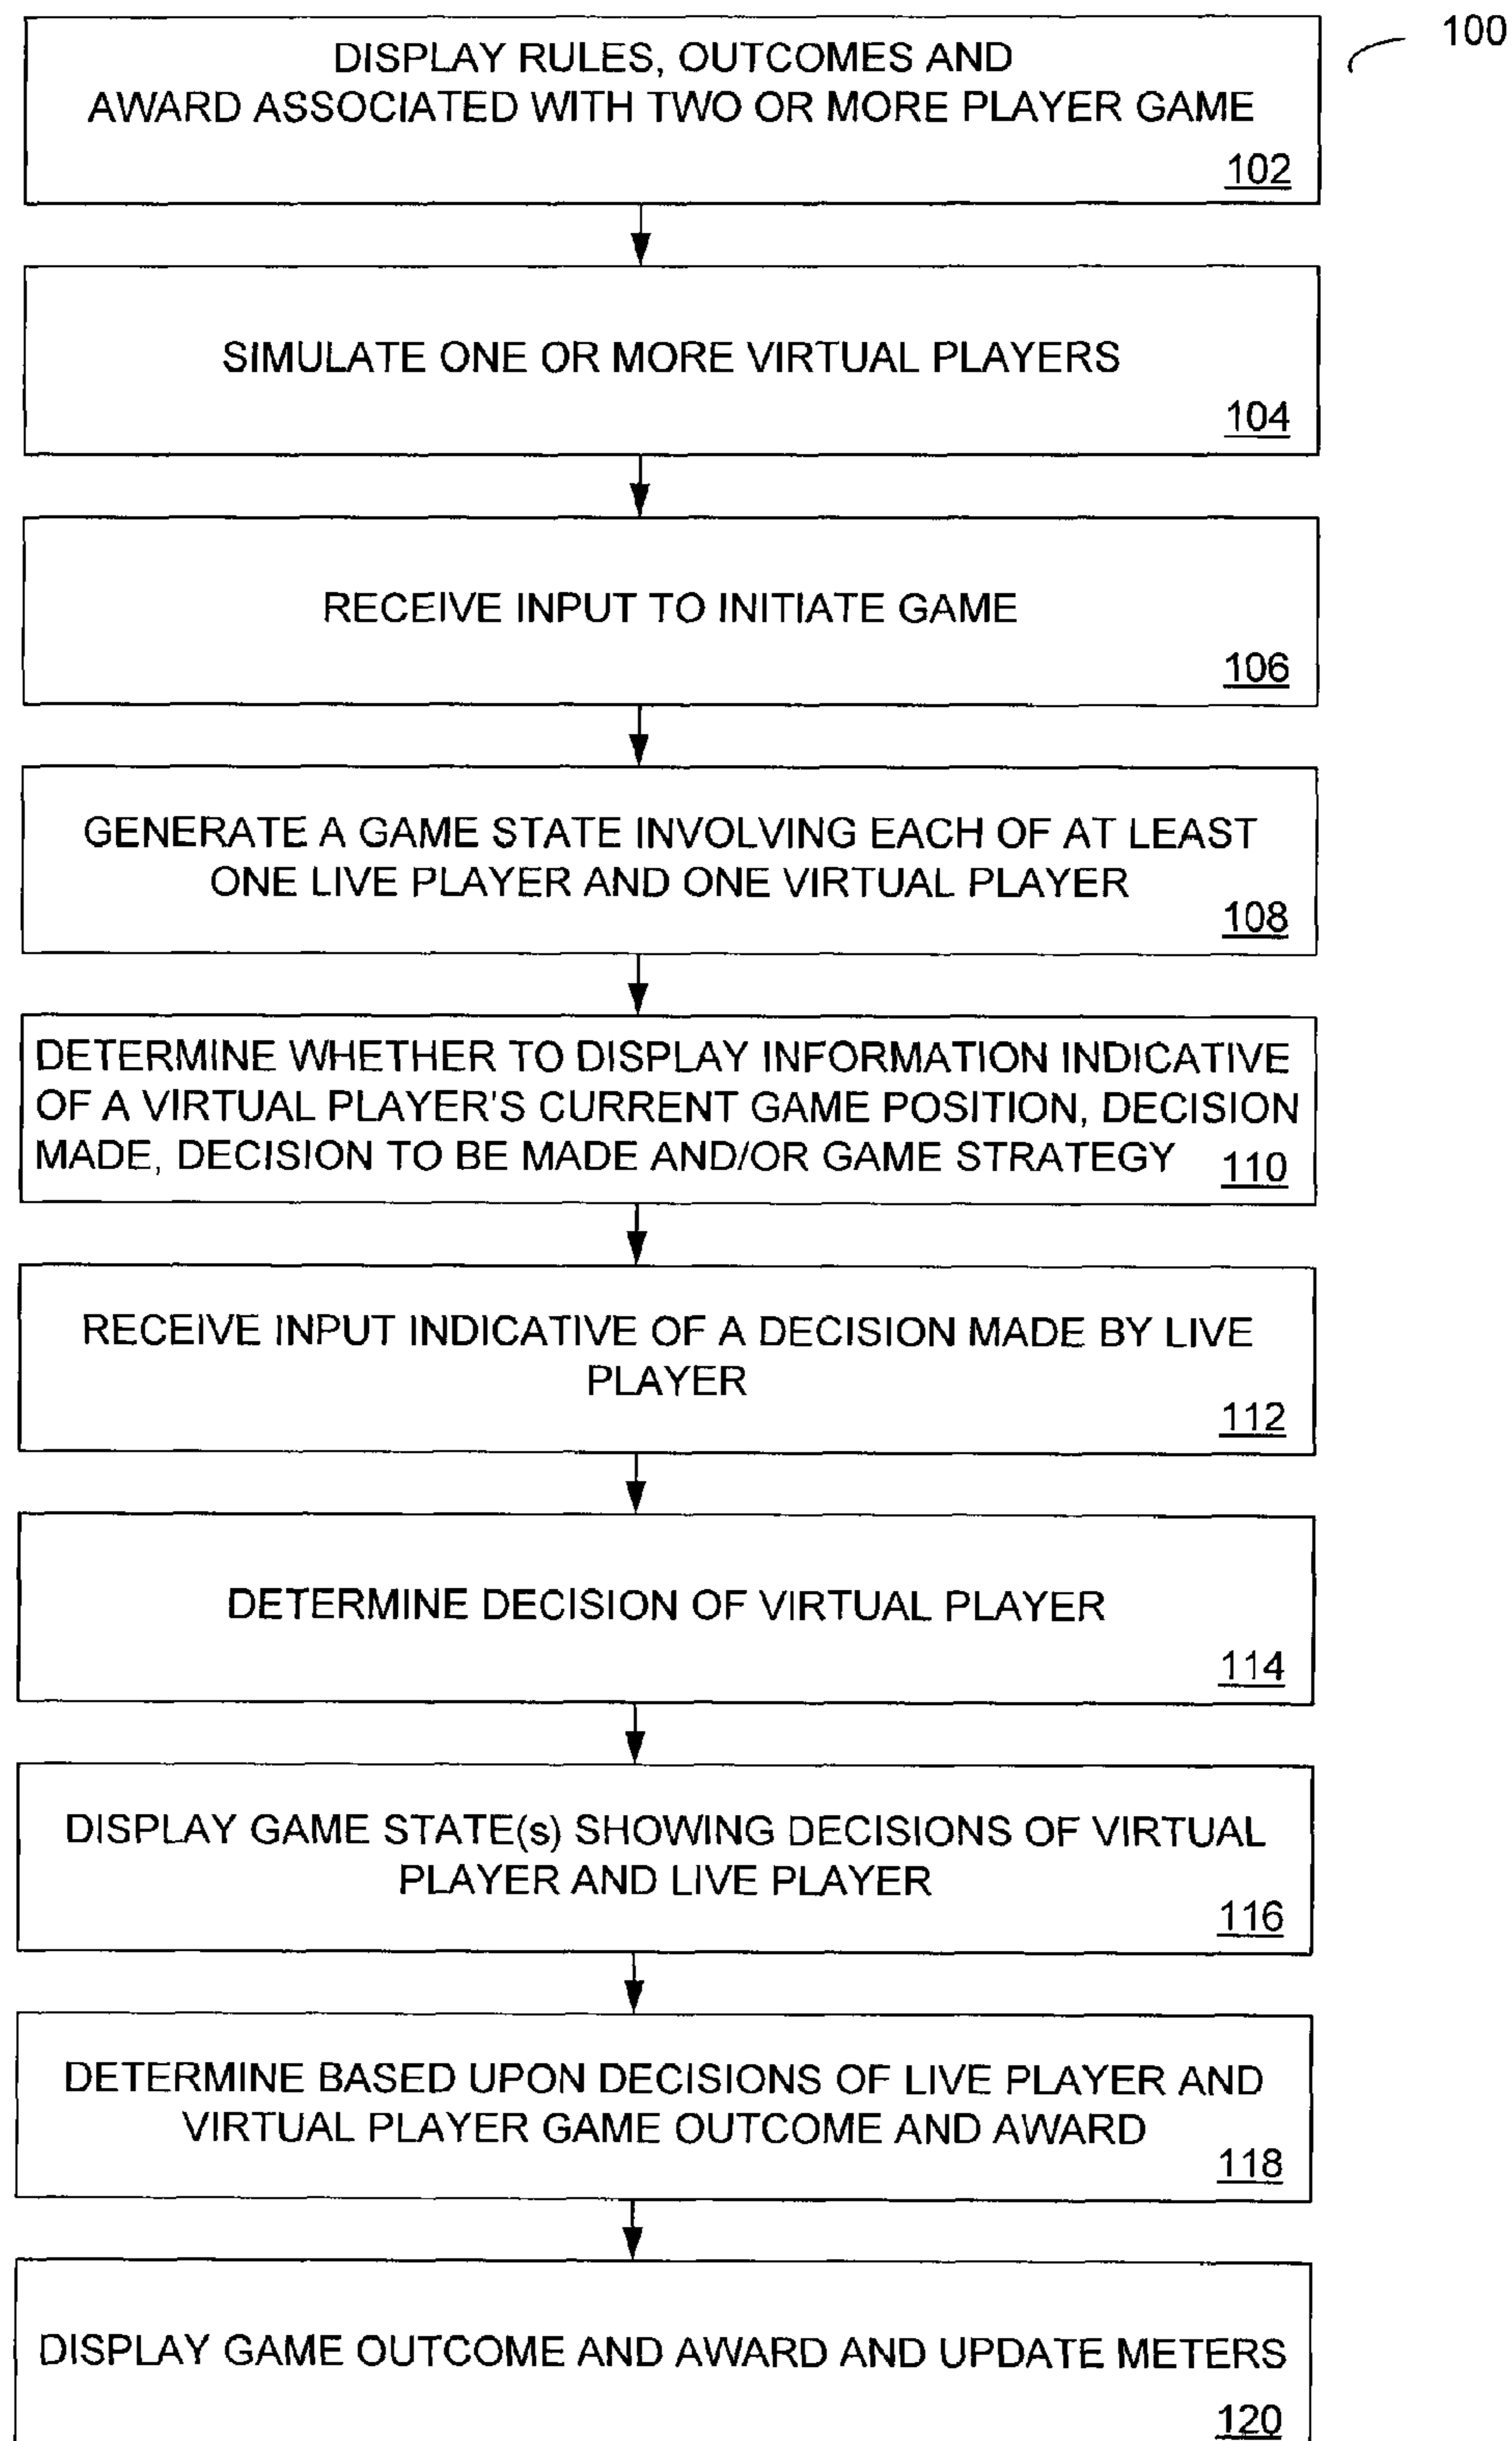 100
DISPLAY RULES, OUTCOMES AND
AWARD ASSOCIATED WITH TWO OR MORE PLAYER GAME
102
SIMULATE ONE OR MORE VIRTUAL PLAYERS
104
RECEIVE INPUT TO INITIATE GAME
106
GENERATE A GAME STATE INVOLVING EACH OF AT LEAST
ONE LIVE PLAYER AND ONE VIRTUAL PLAYER
108
DETERMINE WHETHER TO DISPLAY INFORMATION INDICATIVE
OF A VIRTUAL PLAYER'S CURRENT GAME POSITION, DECISION
MADE, DECISION TO BE MADE AND/OR GAME STRATEGY
110
RECEIVE INPUT INDICATIVE OF A DECISION MADE BY LIVE
PLAYER
112
DETERMINE DECISION OF VIRTUAL PLAYER
114
DISPLAY GAME STATE(s) SHOWING DECISIONS OF VIRTUAL
PLAYER AND LIVE PLAYER
116
DETERMINE BASED UPON DECISIONS OF LIVE PLAYER AND
VIRTUAL PLAYER GAME OUTCOME AND AWARD
118
DISPLAY GAME OUTCOME AND AWARD AND UPDATE METERS
120